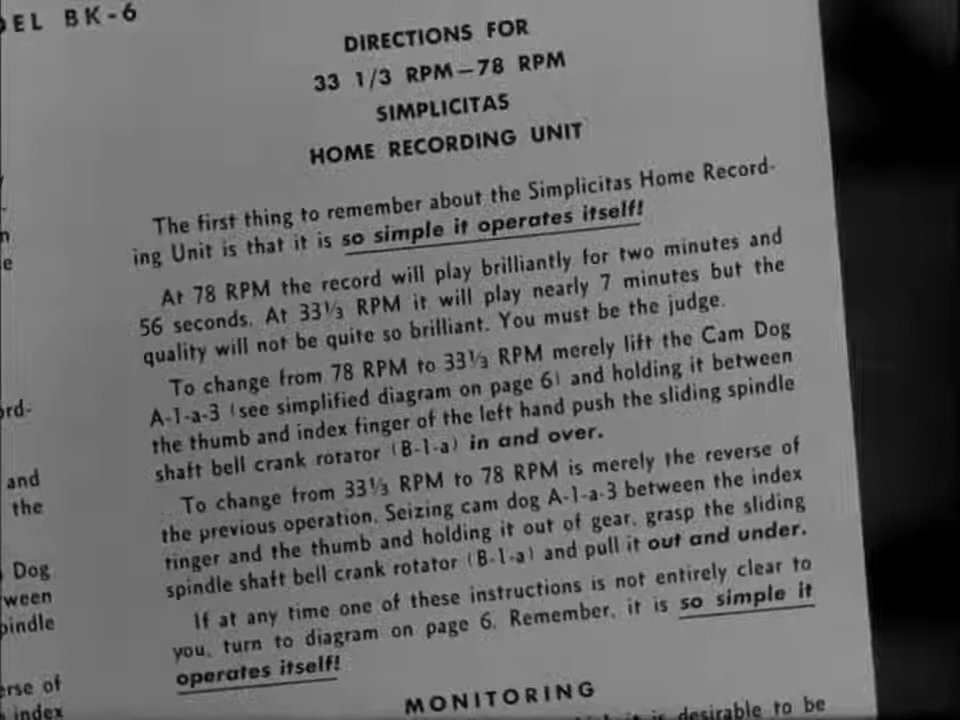 DEL BK-6
DIRECTIONS FOR
33 1/3 RPM—78 RPM
SIMPLICITAS
HOME RECORDING UNIT
The first thing to remember about the Simplicitas Home Record-
ing Unit is that it is so simple it operates itself!
At 78 RPM the record will play brilliantly for two minutes and
56 seconds. At 33⅓ RPM it will play nearly 7 minutes but the
quality will not be quite so brilliant. You must be the judge.
To change from 78 RPM to 33⅓ RPM merely lift the Cam Dog
A-1-a-3 (see simplified diagram on page 6) and holding it between
the thumb and index finger of the left hand push the sliding spindle
shaft bell crank rotator (B-1-a) in and over.
To change from 33⅓ RPM to 78 RPM is merely the reverse of
the previous operation. Seizing cam dog A-1-a-3 between the index
finger and the thumb and holding it out of gear, grasp the sliding
spindle shaft bell crank rotator (B-1-a) and pull it out and under.
If at any time one of these instructions is not entirely clear to
you, turn to diagram on page 6. Remember, it is so simple it
operates itself!
MONITORING
it is desirable to be
ord-
and
the
Dog
ween
pindle
erse of
index